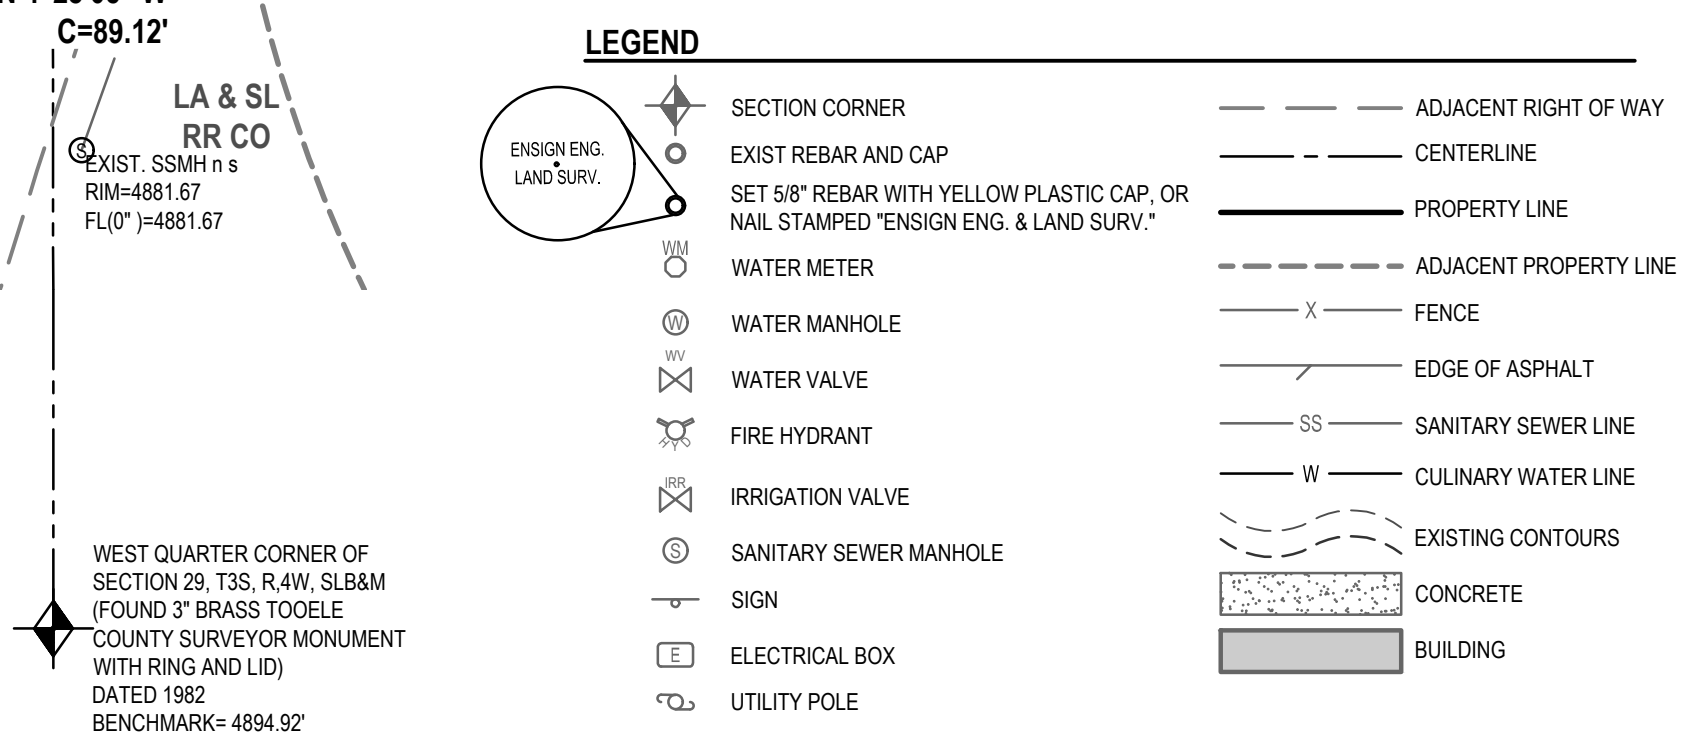 C=89.12'
LA & SL
RR CO
S
EXIST. SSMH n s
RIM=4881.67
FL(0" )=4881.67
WEST QUARTER CORNER OF
SECTION 29, T3S, R,4W, SLB&M
(FOUND 3" BRASS TOOELE
COUNTY SURVEYOR MONUMENT
WITH RING AND LID)
DATED 1982
BENCHMARK= 4894.92'
LEGEND
ENSIGN ENG.
LAND SURV.
SECTION CORNER
EXIST REBAR AND CAP
SET 5/8" REBAR WITH YELLOW PLASTIC CAP, OR
NAIL STAMPED "ENSIGN ENG. & LAND SURV."
WM
WATER METER
W
WATER MANHOLE
WV
WATER VALVE
HYD
FIRE HYDRANT
IRR
IRRIGATION VALVE
S
SANITARY SEWER MANHOLE
SIGN
E
ELECTRICAL BOX
UTILITY POLE
ADJACENT RIGHT OF WAY
CENTERLINE
PROPERTY LINE
ADJACENT PROPERTY LINE
X
FENCE
EDGE OF ASPHALT
SS
SANITARY SEWER LINE
W
CULINARY WATER LINE
EXISTING CONTOURS
CONCRETE
BUILDING